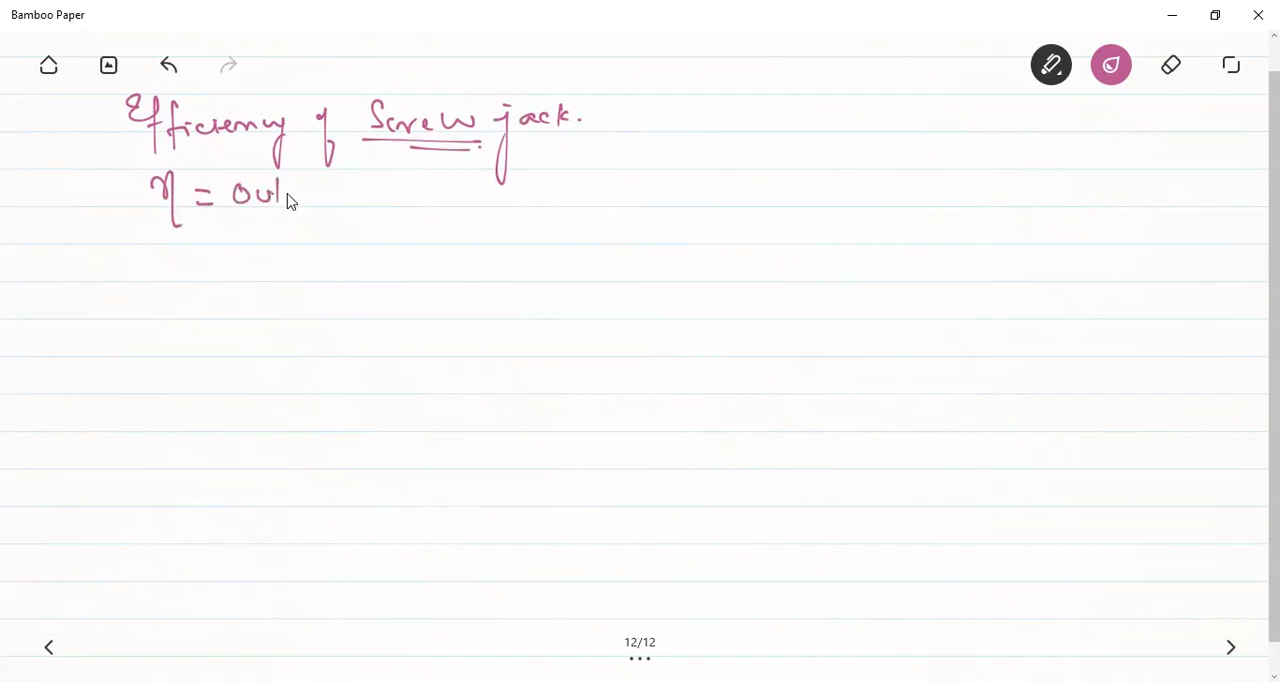 Bamboo Paper
Efficiency of Screw jack.
η = out
12/12